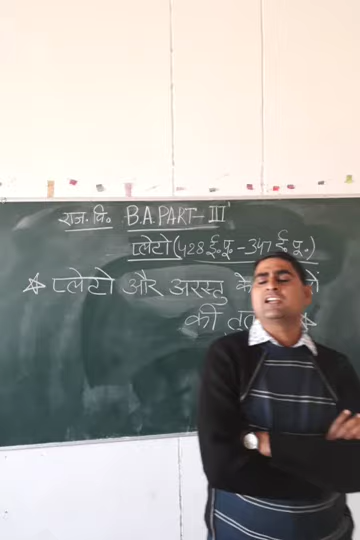 राज. वि. B.A. PART-III
प्लेटो (428 ई.पू. - 347 ई.पू.)
प्लेटो और अरस्तु के
की